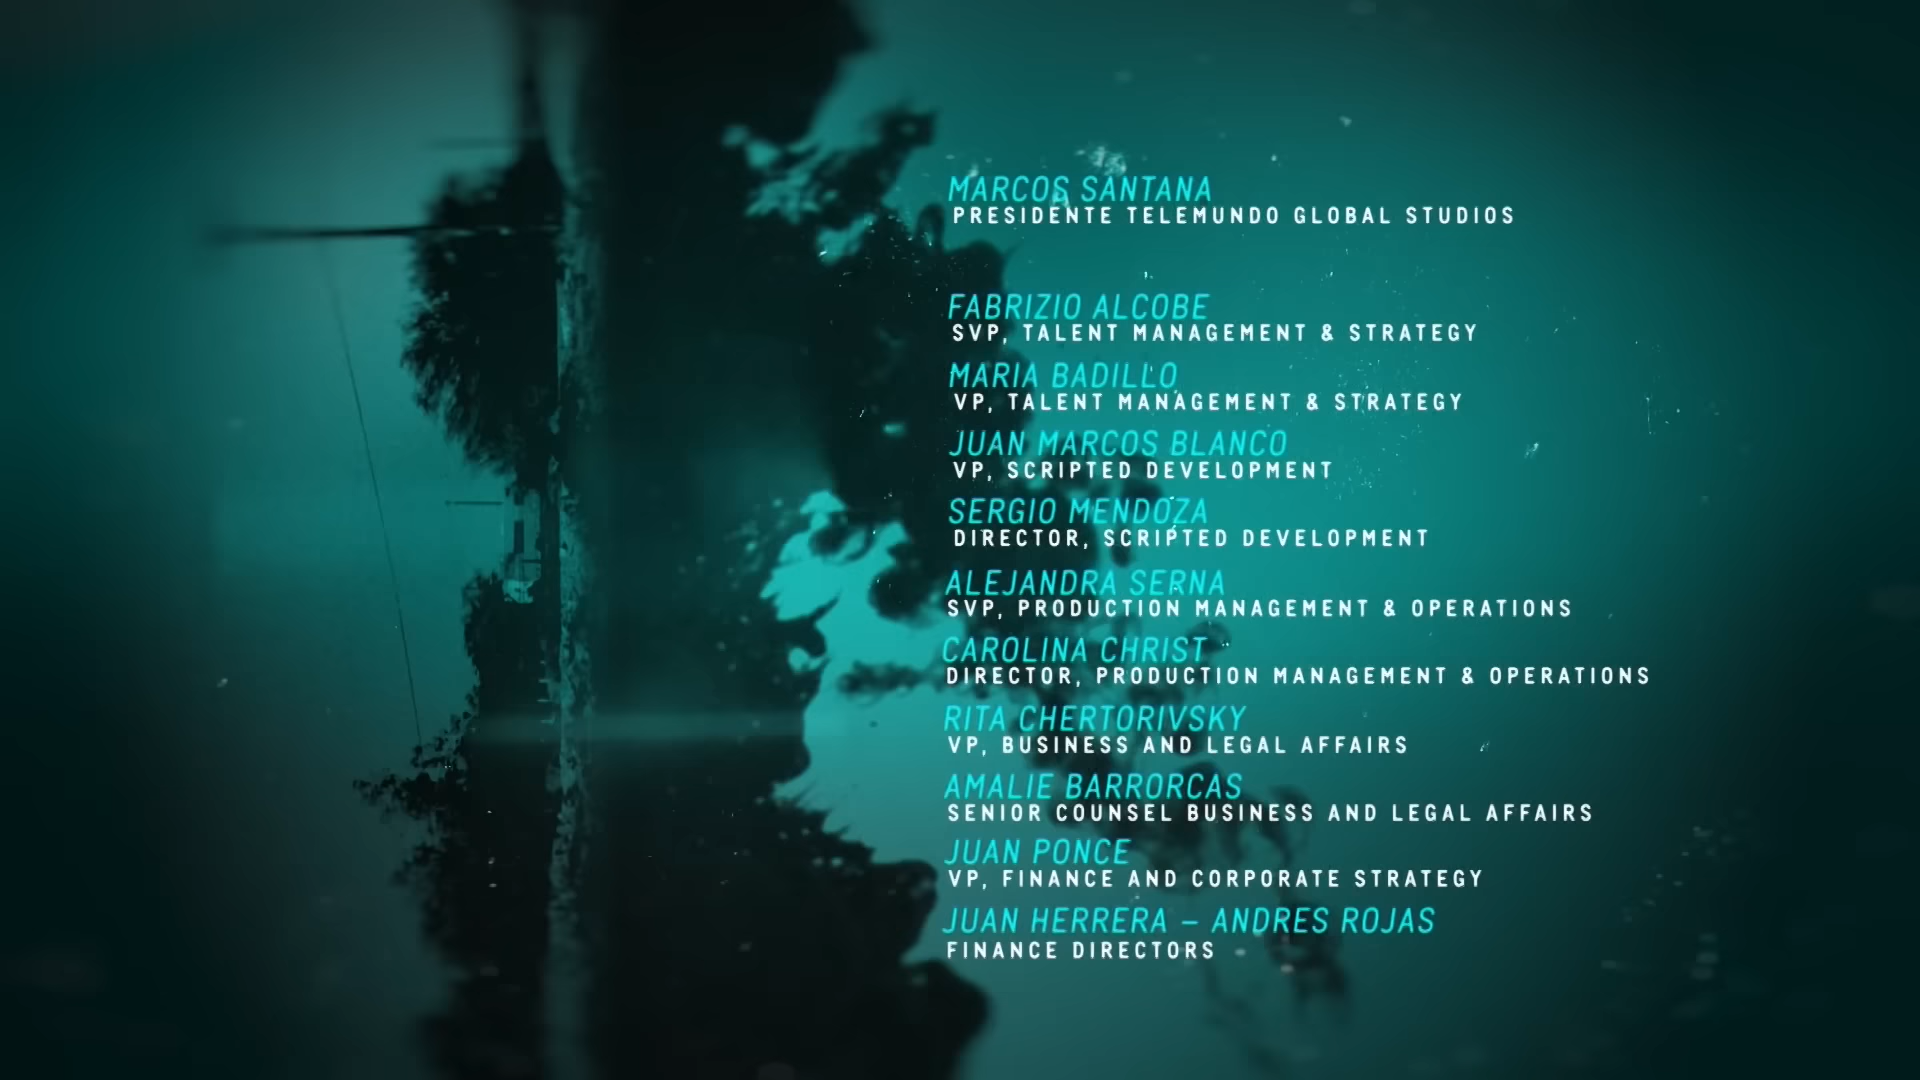 MARCOS SANTANA
PRESIDENTE TELEMUNDO GLOBAL STUDIOS
FABRIZIO ALCOBE
SVP, TALENT MANAGEMENT & STRATEGY
MARIA BADILLO
VP, TALENT MANAGEMENT & STRATEGY
JUAN MARCOS BLANCO
VP, SCRIPTED DEVELOPMENT
SERGIO MENDOZA
DIRECTOR, SCRIPTED DEVELOPMENT
ALEJANDRA SERNA
SVP, PRODUCTION MANAGEMENT & OPERATIONS
CAROLINA CHRIST
DIRECTOR, PRODUCTION MANAGEMENT & OPERATIONS
RITA CHERTORIVSKY
VP, BUSINESS AND LEGAL AFFAIRS
AMALIE BARRORCAS
SENIOR COUNSEL BUSINESS AND LEGAL AFFAIRS
JUAN PONCE
VP, FINANCE AND CORPORATE STRATEGY
JUAN HERRERA – ANDRES ROJAS
FINANCE DIRECTORS